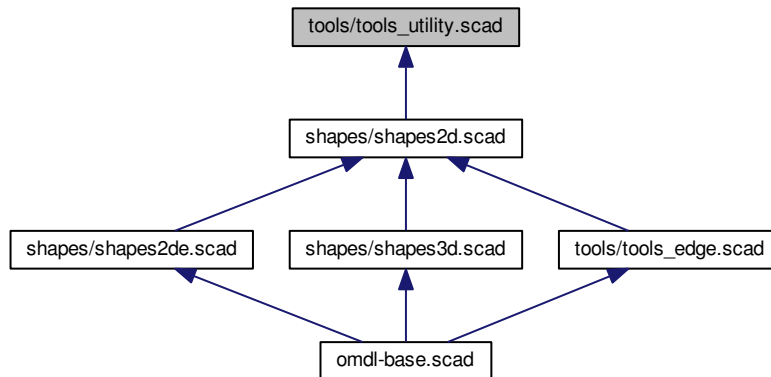 tools/tools_utility.scad
shapes/shapes2d.scad
shapes/shapes2de.scad
shapes/shapes3d.scad
tools/tools_edge.scad
omdl-base.scad